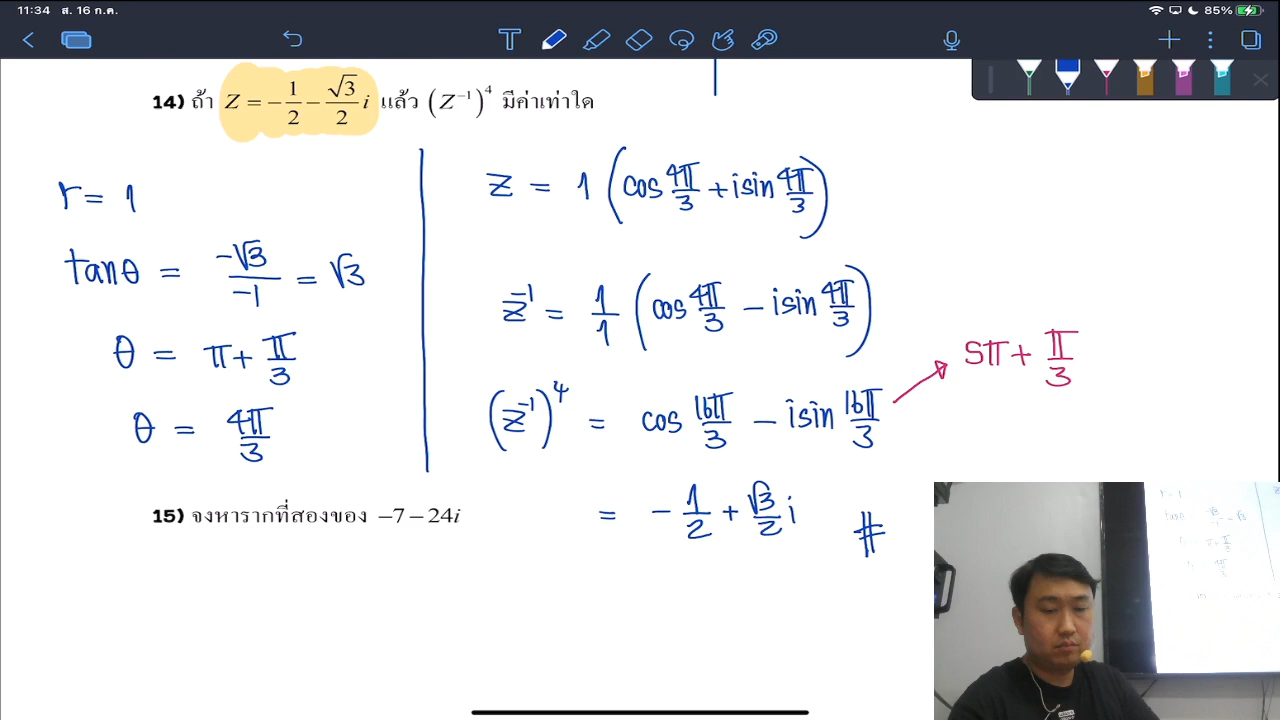 11:34 ส. 16 ก.ค. 85%
14) ถ้า Z = -1/2 - √3/2 i แล้ว (Z⁻¹)⁴ มีค่าเท่าใด
r = 1
tanθ = -√3/-1 = √3
θ = π + π/3
θ = 4π/3
Z = 1 (cos 4π/3 + isin 4π/3)
Z⁻¹ = 1/1 (cos 4π/3 - isin 4π/3)
(Z⁻¹)⁴ = cos 16π/3 - isin 16π/3
5π + π/3
= -1/2 + √3/2 i #
15) จงหารากที่สองของ -7 - 24i